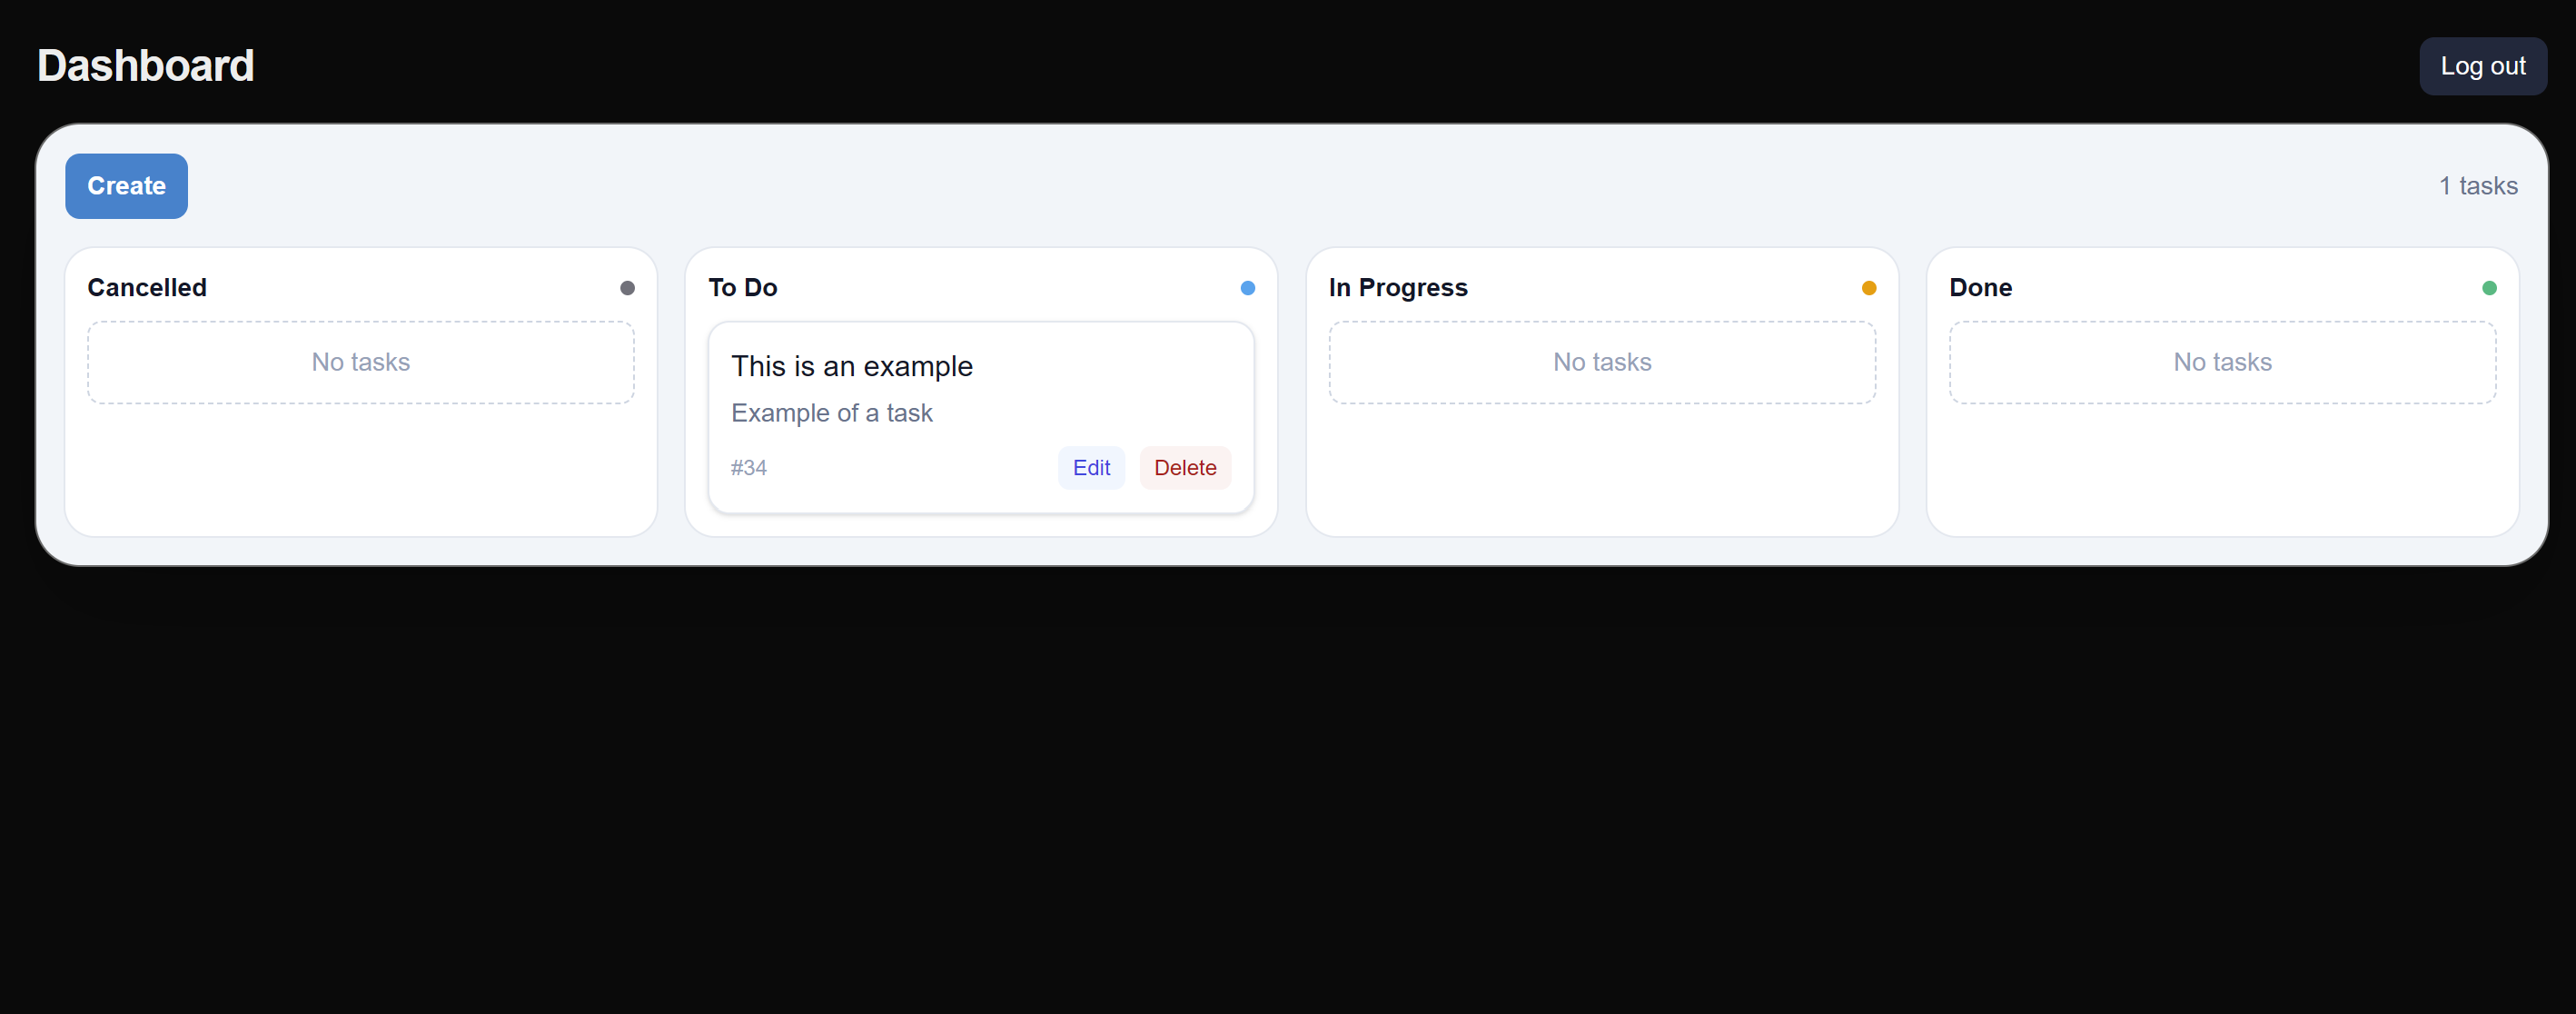 Dashboard
Log out
Create
1 tasks
Cancelled
No tasks
To Do
This is an example
Example of a task
#34
Edit
Delete
In Progress
No tasks
Done
No tasks